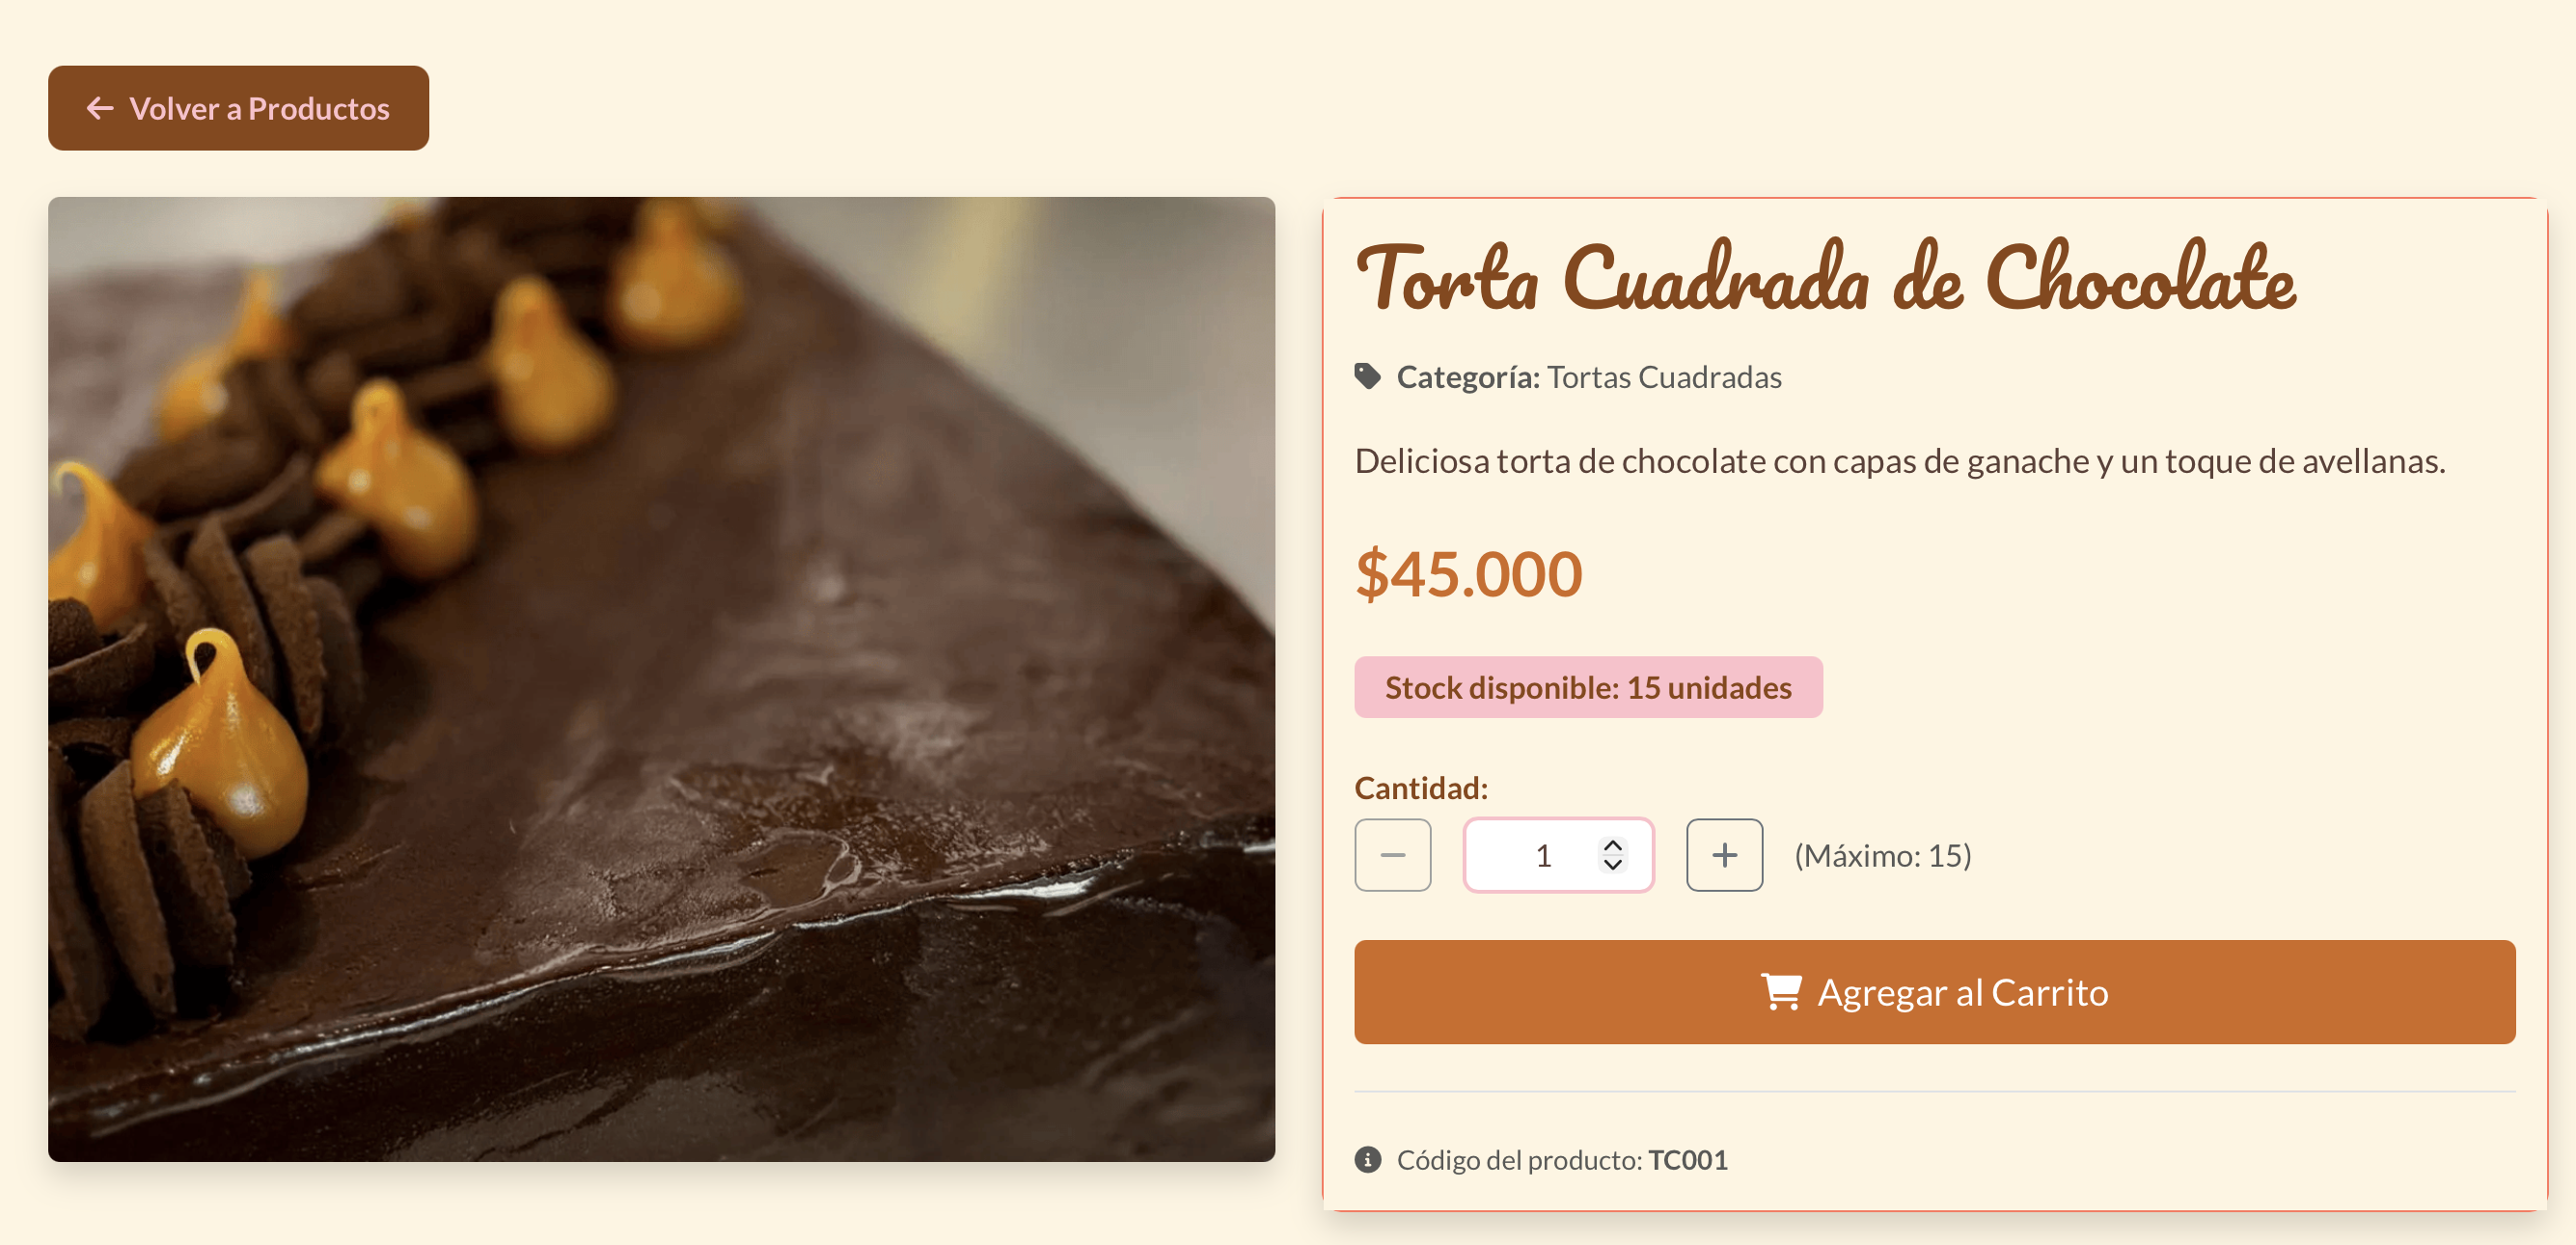 Volver a Productos
Torta Cuadrada de Chocolate
Categoría: Tortas Cuadradas
Deliciosa torta de chocolate con capas de ganache y un toque de avellanas.
$45.000
Stock disponible: 15 unidades
Cantidad:
1 (Máximo: 15)
Agregar al Carrito
Código del producto: TC001